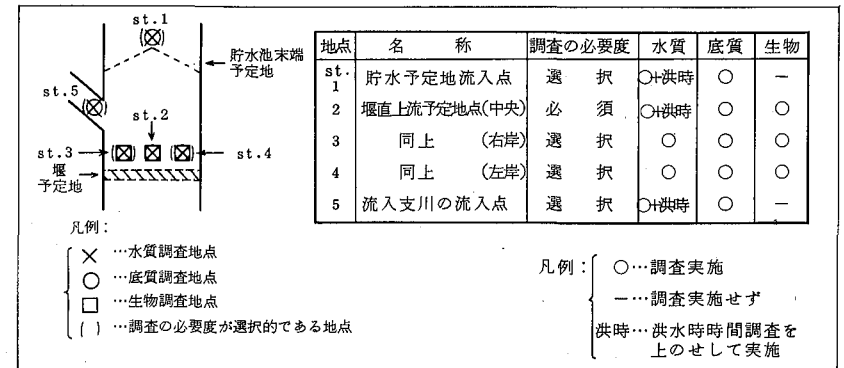 st.1
貯水池末端
予定地
st.5
st.2
st.3
st.4
堰
予定地
凡例：
× …水質調査地点
○ …底質調査地点
□ …生物調査地点
( ) …調査の必要度が選択的である地点
地点 名 称 調査の必要度 水質 底質 生物
st.1 貯水予定地流入点 選択 ○+洪時 ○ −
2 堰直上流予定地点(中央) 必須 ○+洪時 ○ ○
3 同上 (右岸) 選択 ○ ○ ○
4 同上 (左岸) 選択 ○ ○ ○
5 流入支川の流入点 選択 ○+洪時 ○ −
凡例： ○…調査実施
−…調査実施せず
洪時…洪水時時間調査を
上のせして実施